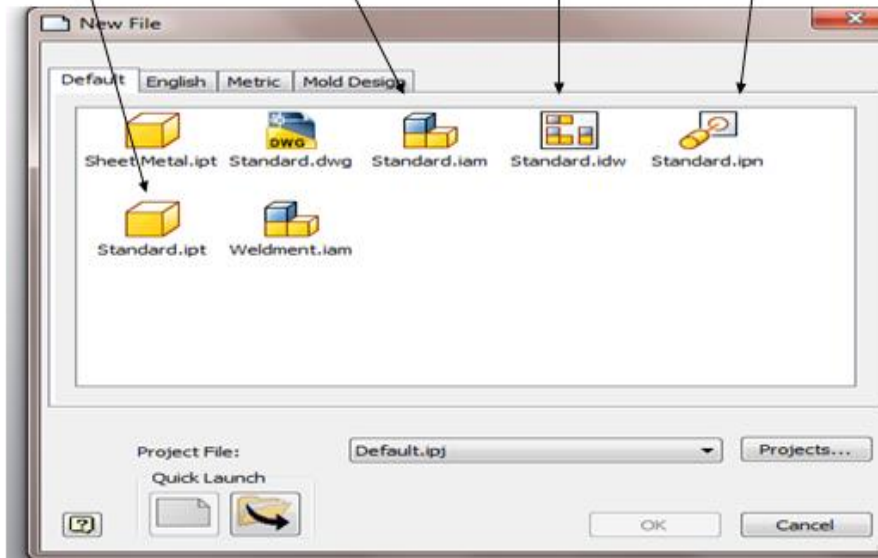 New File
Default English Metric Mold Design
DWG
Sheet Metal.ipt Standard.dwg Standard.iam Standard.idw Standard.ipn
Standard.ipt Weldment.iam
Project File: Default.ipj Projects...
Quick Launch
? OK Cancel